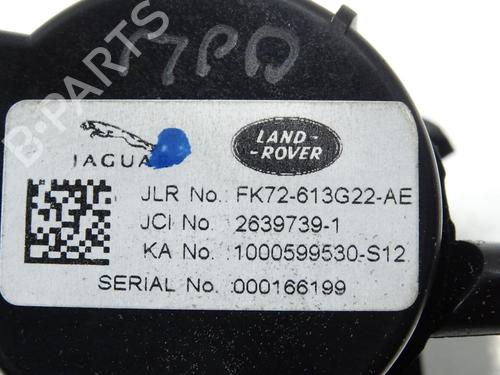 B-PARTS
JAGUA
LAND-
-ROVER
JLR No. FK72-613G22-AE
JCI No. 2639739-1
KA No. 1000599530-S12
SERIAL No. 000166199